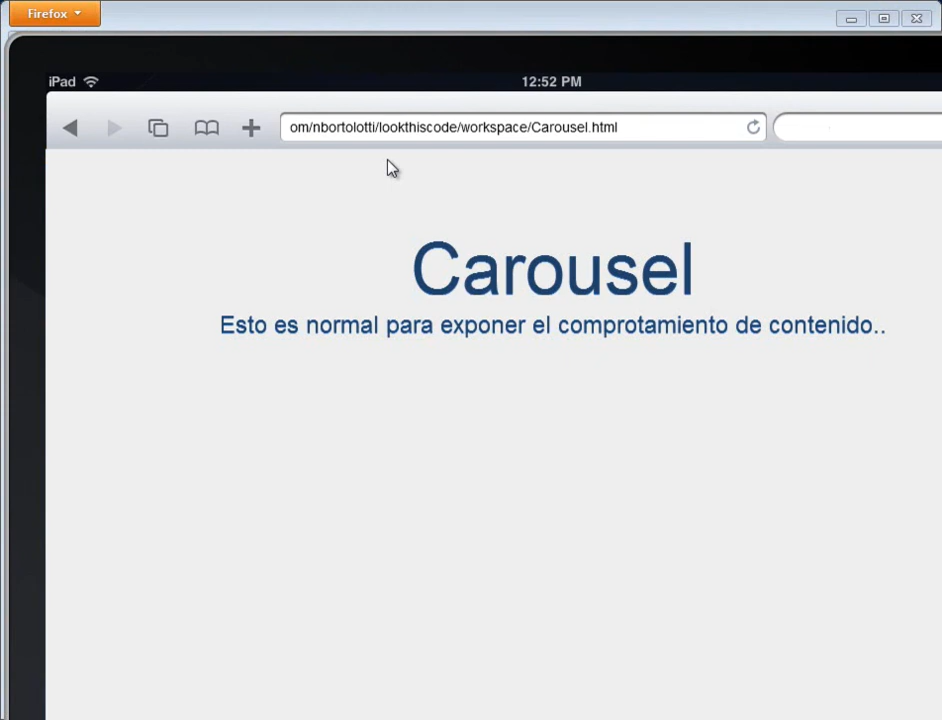 Firefox
iPad
12:52 PM
om/nbortolotti/lookthiscode/workspace/Carousel.html
Carousel
Esto es normal para exponer el comprotamiento de contenido..